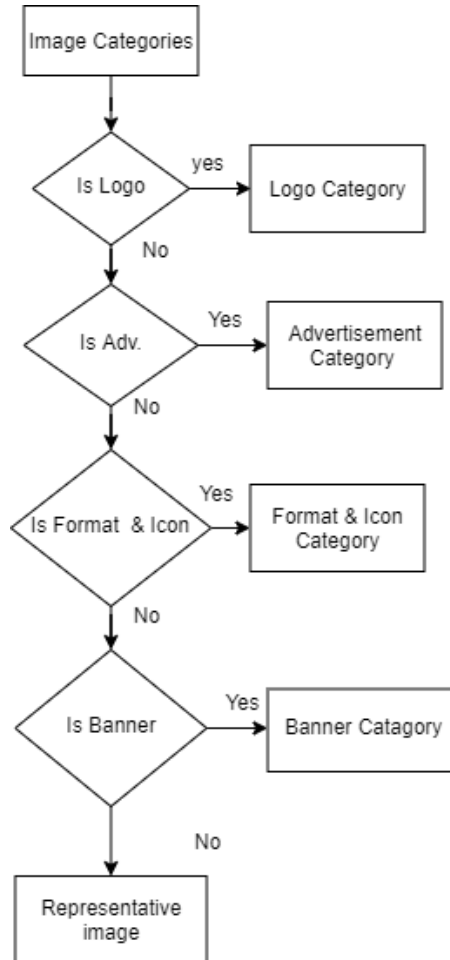 Image Categories
Is Logo
yes
Logo Category
No
Is Adv.
Yes
Advertisement
Category
No
Is Format & Icon
Yes
Format & Icon
Category
No
Is Banner
Yes
Banner Catagory
No
Representative
image